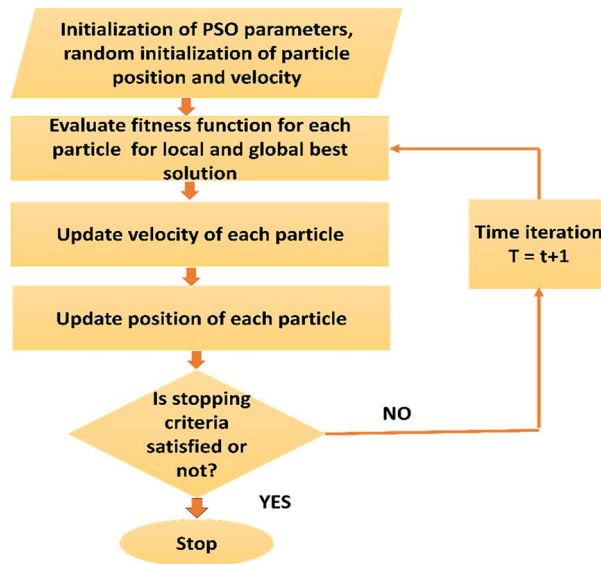 Initialization of PSO parameters,
random initialization of particle
position and velocity
Evaluate fitness function for each
particle for local and global best
solution
Update velocity of each particle
Time iteration
T = t+1
Update position of each particle
Is stopping
criteria
satisfied or
not?
NO
YES
Stop